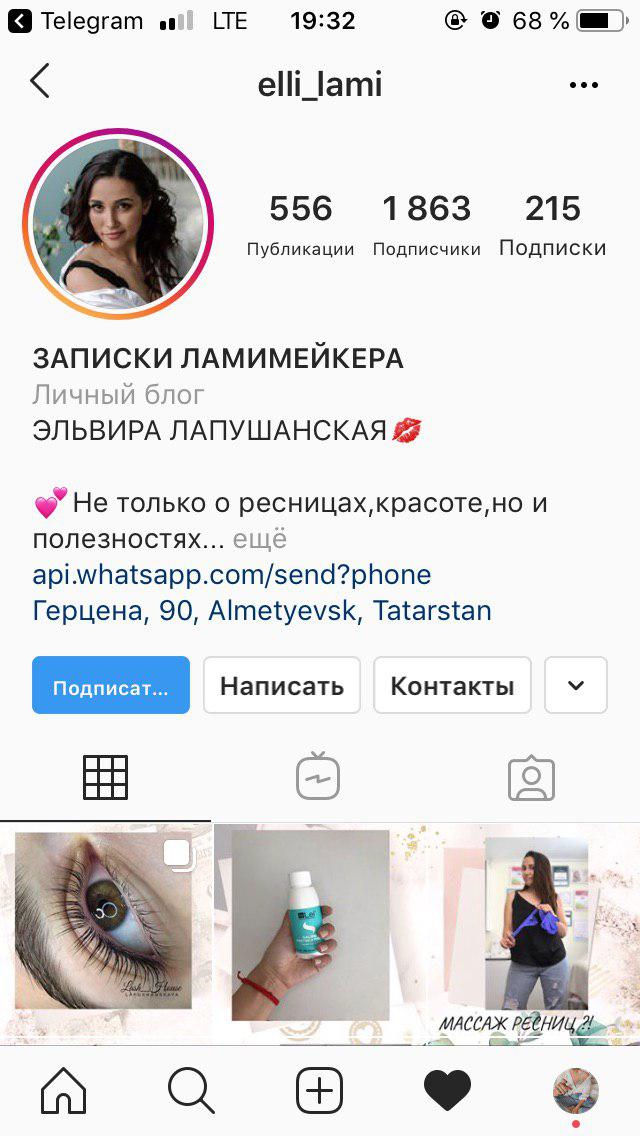 Telegram LTE 19:32 68 %
elli_lami
556 1 863 215
Публикации Подписчики Подписки
ЗАПИСКИ ЛАМИМЕЙКЕРА
Личный блог
ЭЛЬВИРА ЛАПУШАНСКАЯ💋
💕Не только о ресницах,красоте,но и
полезностях... ещё
api.whatsapp.com/send?phone
Герцена, 90, Almetyevsk, Tatarstan
Подписат... Написать Контакты
Lash_House
LAPUSHANSKAYA
InLei
МАССАЖ РЕСНИЦ ?!